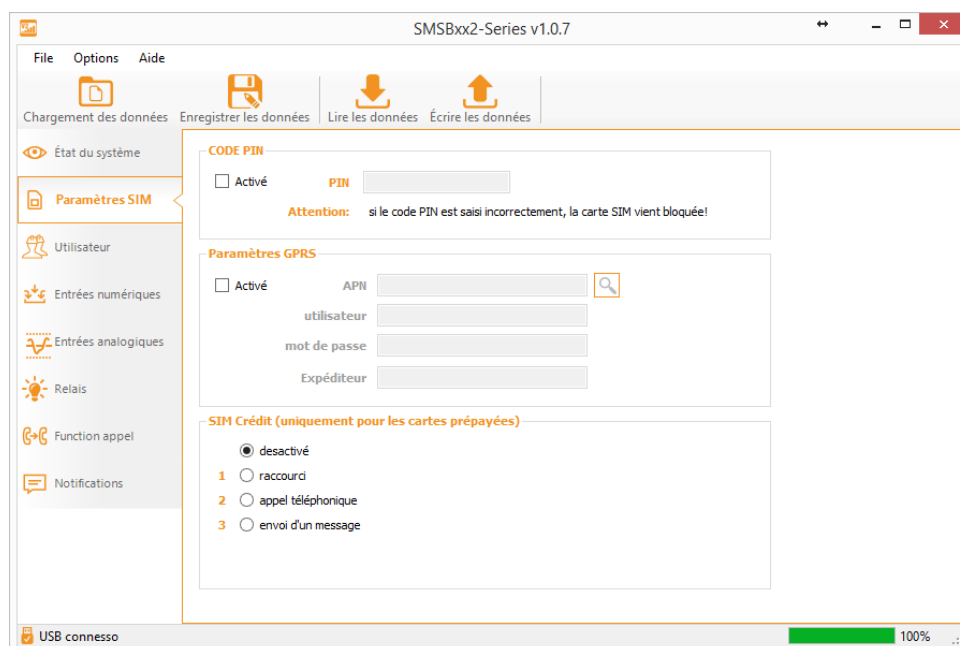 SMSBxx2-Series v1.0.7
File Options Aide
Chargement des données Enregistrer les données Lire les données Écrire les données
État du système
Paramètres SIM
Utilisateur
Entrées numériques
Entrées analogiques
Relais
Function appel
Notifications
CODE PIN
Activé PIN
Attention: si le code PIN est saisi incorrectement, la carte SIM vient bloquée!
Paramètres GPRS
Activé APN
utilisateur
mot de passe
Expéditeur
SIM Crédit (uniquement pour les cartes prépayées)
desactivé
1 raccourci
2 appel téléphonique
3 envoi d'un message
USB connesso 100%